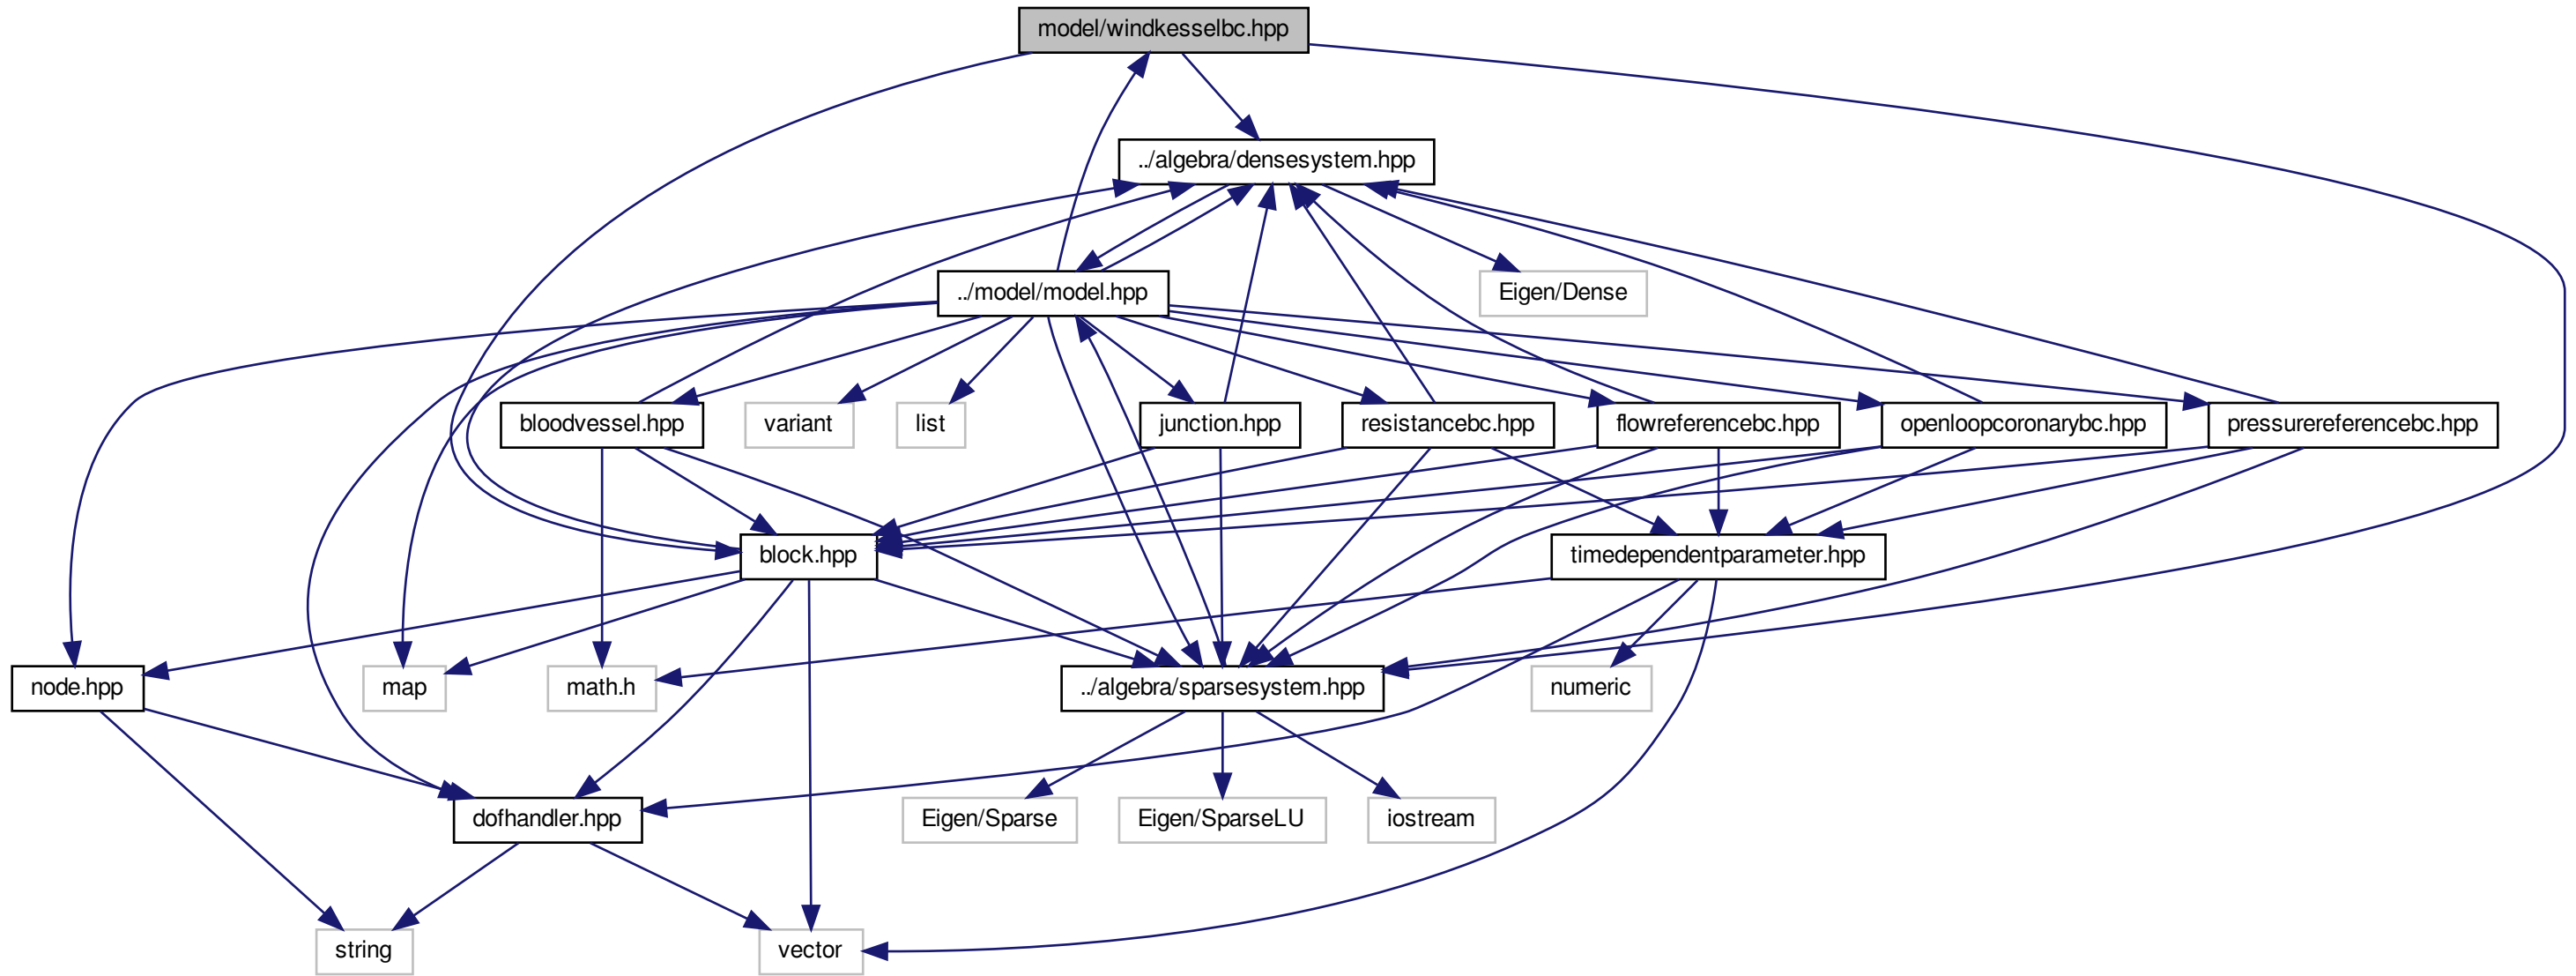 model/windkesselbc.hpp
../algebra/densesystem.hpp
../model/model.hpp
Eigen/Dense
bloodvessel.hpp
variant
list
junction.hpp
resistancebc.hpp
flowreferencebc.hpp
openloopcoronarybc.hpp
pressurereferencebc.hpp
block.hpp
timedependentparameter.hpp
node.hpp
map
math.h
../algebra/sparsesystem.hpp
numeric
dofhandler.hpp
Eigen/Sparse
Eigen/SparseLU
iostream
string
vector